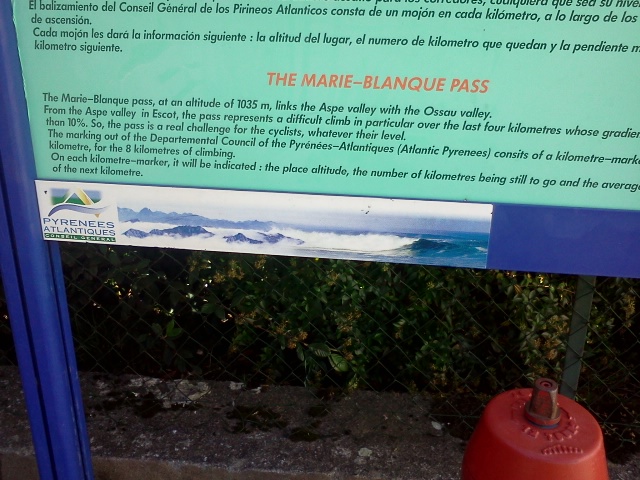 El balizamiento del Conseil Général de los Pirineos Atlanticos consta de un mojón en cada kilómetro, a lo largo de los
de ascensión.
Cada mojón les dará la información siguiente : la altitud del lugar, el numero de kilometro que quedan y la pendiente
kilometro siguiente.
THE MARIE-BLANQUE PASS
The Marie-Blanque pass, at an altitude of 1035 m, links the Aspe valley with the Ossau valley.
From the Aspe valley in Escot, the pass represents a difficult climb in particular over the last four kilometres whose
than 10%. So, the pass is a real challenge for the cyclists, whatever their level.
The marking out of the Departemental Council of the Pyrénées-Atlantiques (Atlantic Pyrenees) consits of a
kilometre, for the 8 kilometres of climbing.
On each kilometre-marker, it will be indicated : the place altitude, the number of kilometres being still to go and the
of the next kilometre.
PYRENEES
ATLANTIQUES
CONSEIL GENERAL